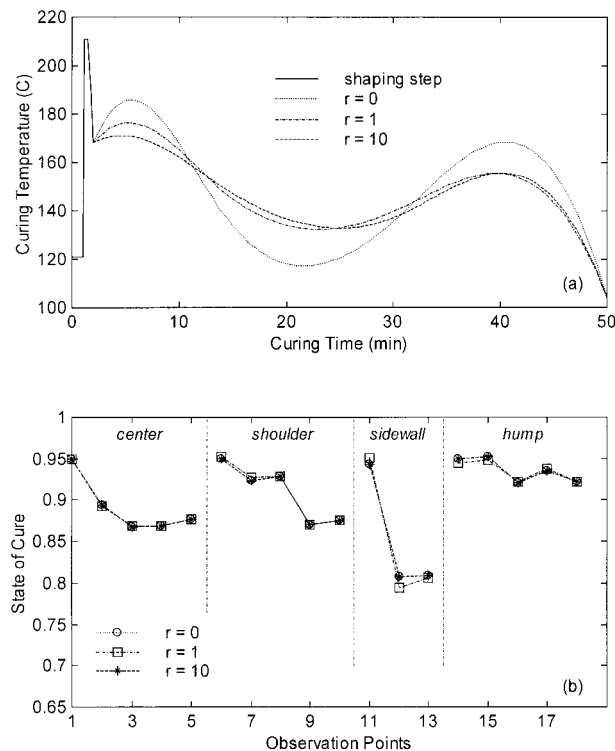 220
200
180
160
140
120
100
Curing Temperature (C)
shaping step
r = 0
r = 1
r = 10
(a)
0 10 20 30 40 50
Curing Time (min)
1
0.95
0.9
0.85
0.8
0.75
0.7
0.65
State of Cure
center shoulder sidewall hump
r = 0
r = 1
r = 10
(b)
1 3 5 7 9 11 13 15 17
Observation Points